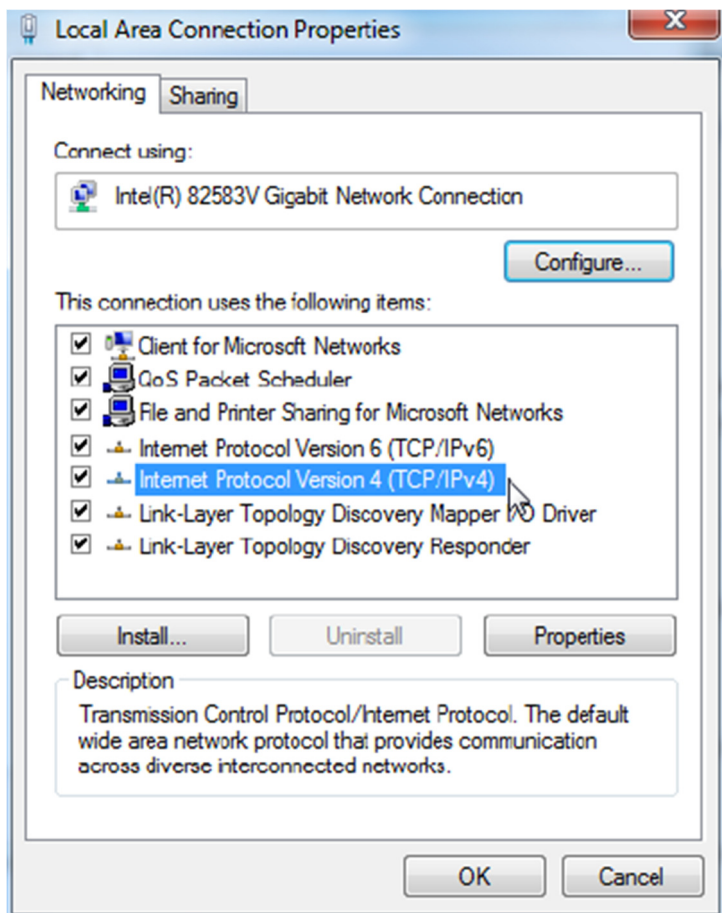 Local Area Connection Properties
Networking
Sharing
Connect using:
Intel(R) 82583V Gigabit Network Connection
Configure...
This connection uses the following items:
Client for Microsoft Networks
QoS Packet Scheduler
File and Printer Sharing for Microsoft Networks
Internet Protocol Version 6 (TCP/IPv6)
Internet Protocol Version 4 (TCP/IPv4)
Link-Layer Topology Discovery Mapper I/O Driver
Link-Layer Topology Discovery Responder
Install...
Uninstall
Properties
Description
Transmission Control Protocol/Internet Protocol. The default
wide area network protocol that provides communication
across diverse interconnected networks.
OK
Cancel